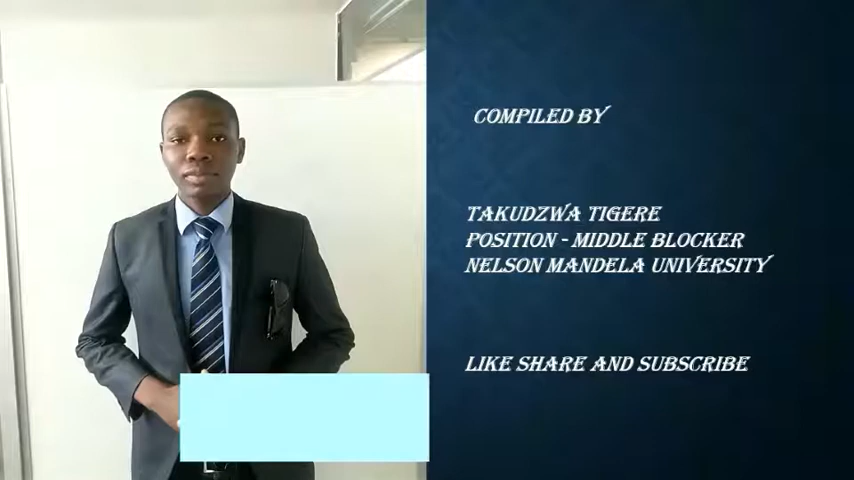 COMPILED BY
TAKUDZWA TIGERE
POSITION - MIDDLE BLOCKER
NELSON MANDELA UNIVERSITY
LIKE SHARE AND SUBSCRIBE